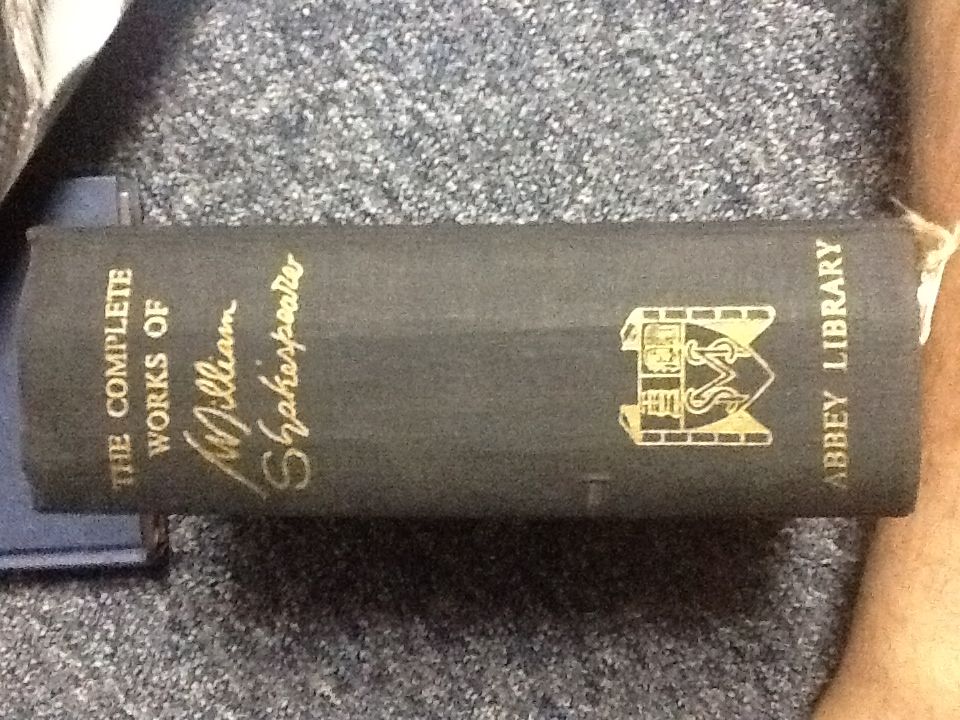 THE COMPLETE
WORKS OF
William
Shakespeare
ABBEY LIBRARY